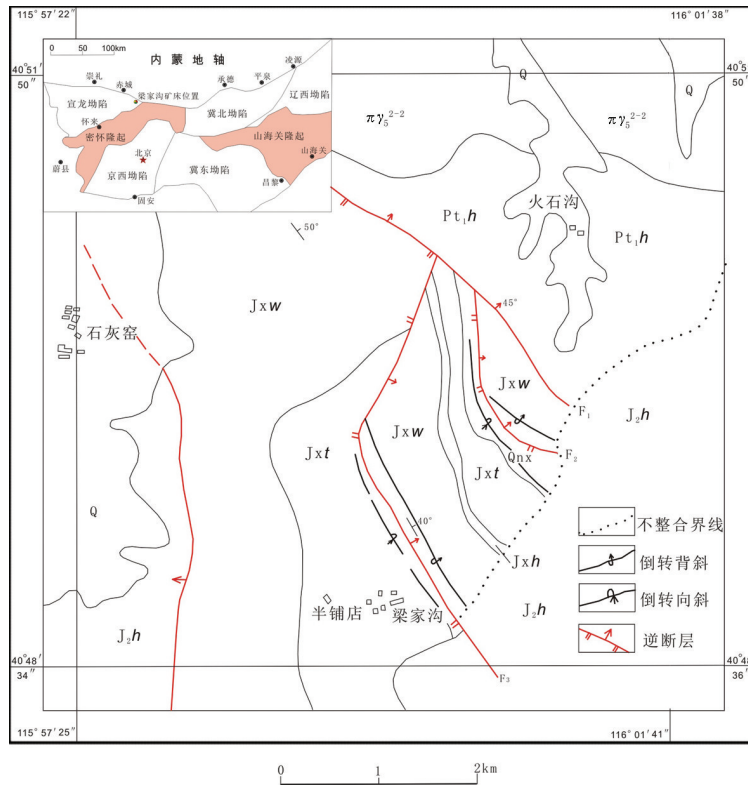 115°57′22″
116°01′38″
40°51′
50″
40°51′
50″
0 50 100km
内蒙地轴
凌源
崇礼
赤城
承德
平泉
梁家沟矿床位置
辽西坳陷
宣龙坳陷
冀北坳陷
怀来
密怀隆起
山海关隆起
北京
山海关
蔚县
京西坳陷
冀东坳陷
昌黎
固安
Q
Q
πγ₅²⁻²
πγ₅²⁻²
火石沟
Pt₁h
Pt₁h
50°
Jxw
45°
石灰窑
Jxw
J₂h
F₁
Jxw
Jxt
F₂
Qnx
Jxt
Q
40°
不整合界线
Jxh
倒转背斜
倒转向斜
半铺店
梁家沟
J₂h
J₂h
逆断层
F₃
40°48′
34″
40°48′
36″
115°57′25″
116°01′41″
0 1 2km